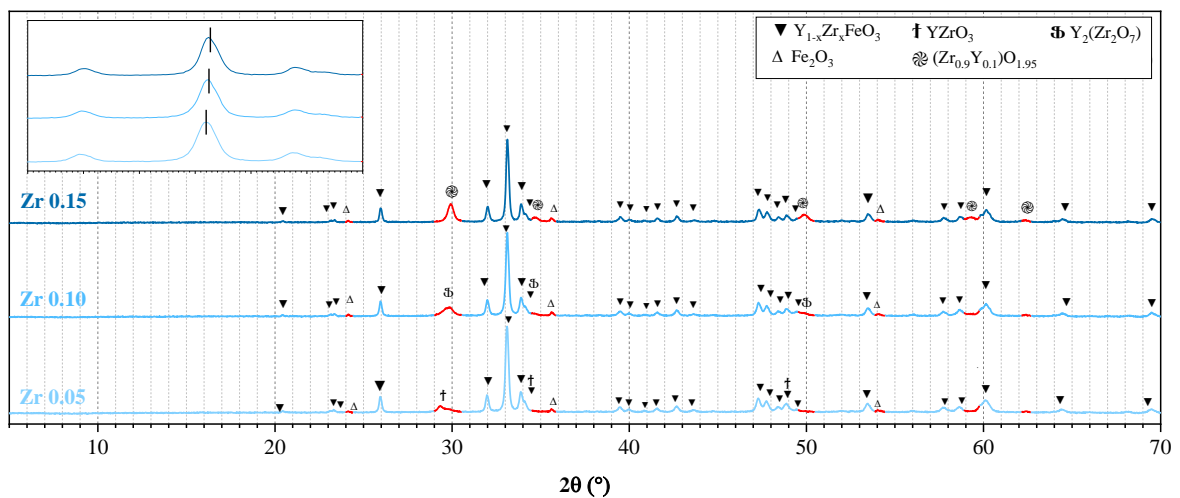 ▼ Y₁₋ₓZrₓFeO₃ † YZrO₃ ꮥ Y₂(Zr₂O₇)
Δ Fe₂O₃ ֎ (Zr₀.₉Y₀.₁)O₁.₉₅
Zr 0.15
Zr 0.10
Zr 0.05
10 20 30 40 50 60 70
2θ (°)